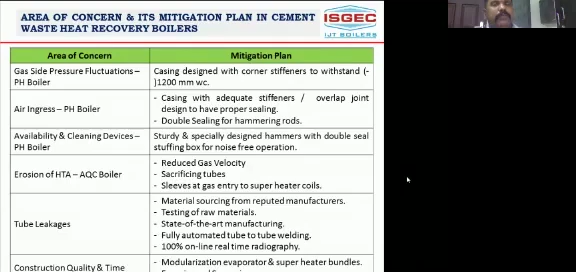 AREA OF CONCERN & ITS MITIGATION PLAN IN CEMENT
WASTE HEAT RECOVERY BOILERS
ISGEC
IJT BOILERS
Area of Concern
Mitigation Plan
Gas Side Pressure Fluctuations –
PH Boiler
Casing designed with corner stiffeners to withstand (-
)1200 mm wc.
Air Ingress – PH Boiler
- Casing with adequate stiffeners / overlap joint
design to have proper sealing.
- Double Sealing for hammering rods.
Availability & Cleaning Devices –
PH Boiler
Sturdy & specially designed hammers with double seal
stuffing box for noise free operation.
Erosion of HTA – AQC Boiler
- Reduced Gas Velocity
- Sacrificing tubes
- Sleeves at gas entry to super heater coils.
Tube Leakages
- Material sourcing from reputed manufacturers.
- Testing of raw materials.
- State-of-the-art manufacturing.
- Fully automated tube to tube welding.
- 100% on-line real time radiography.
Construction Quality & Time
- Modularization evaporator & super heater bundles.